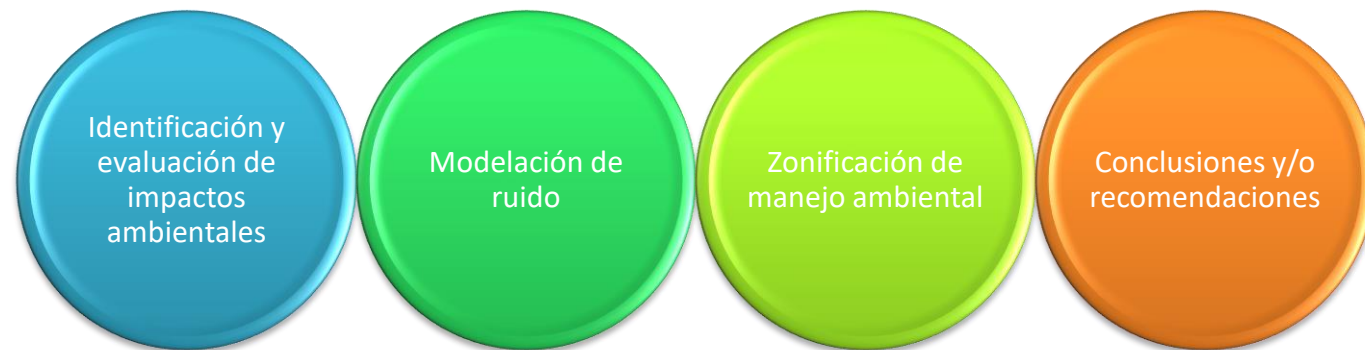 Identificación y
evaluación de
impactos
ambientales
Modelación de
ruido
Zonificación de
manejo ambiental
Conclusiones y/o
recomendaciones